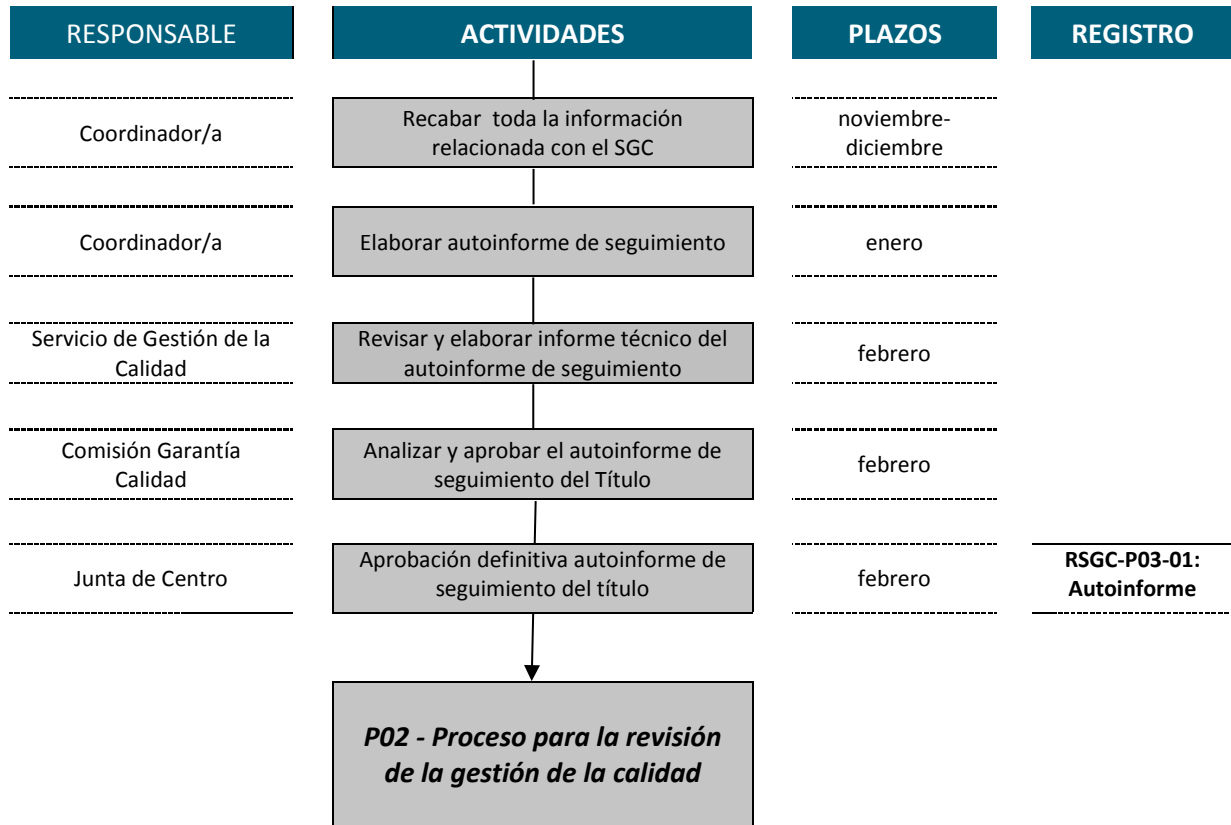 RESPONSABLE
ACTIVIDADES
PLAZOS
REGISTRO
Coordinador/a
Recabar toda la información
relacionada con el SGC
noviembre-
diciembre
Coordinador/a
Elaborar autoinforme de seguimiento
enero
Servicio de Gestión de la
Calidad
Revisar y elaborar informe técnico del
autoinforme de seguimiento
febrero
Comisión Garantía
Calidad
Analizar y aprobar el autoinforme de
seguimiento del Título
febrero
Junta de Centro
Aprobación definitiva autoinforme de
seguimiento del título
febrero
RSGC-P03-01:
Autoinforme
P02 - Proceso para la revisión
de la gestión de la calidad